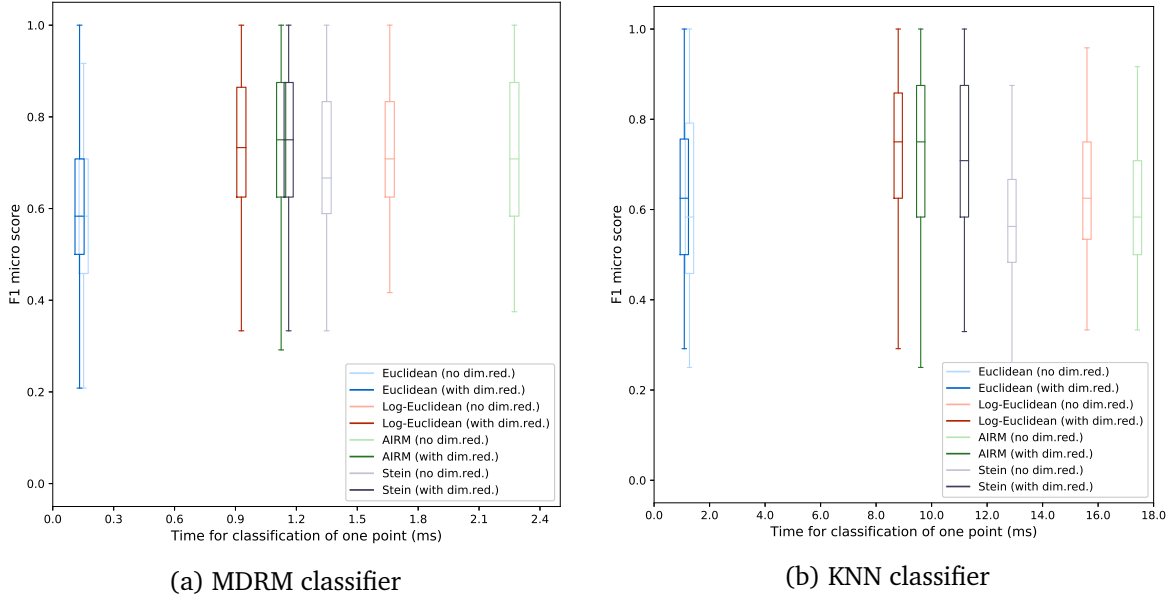 1.0
0.8
0.6
0.4
0.2
0.0
F1 micro score
0.0 0.3 0.6 0.9 1.2 1.5 1.8 2.1 2.4
Time for classification of one point (ms)
Euclidean (no dim.red.)
Euclidean (with dim.red.)
Log-Euclidean (no dim.red.)
Log-Euclidean (with dim.red.)
AIRM (no dim.red.)
AIRM (with dim.red.)
Stein (no dim.red.)
Stein (with dim.red.)
(a) MDRM classifier
1.0
0.8
0.6
0.4
0.2
0.0
F1 micro score
0.0 2.0 4.0 6.0 8.0 10.0 12.0 14.0 16.0 18.0
Time for classification of one point (ms)
Euclidean (no dim.red.)
Euclidean (with dim.red.)
Log-Euclidean (no dim.red.)
Log-Euclidean (with dim.red.)
AIRM (no dim.red.)
AIRM (with dim.red.)
Stein (no dim.red.)
Stein (with dim.red.)
(b) KNN classifier